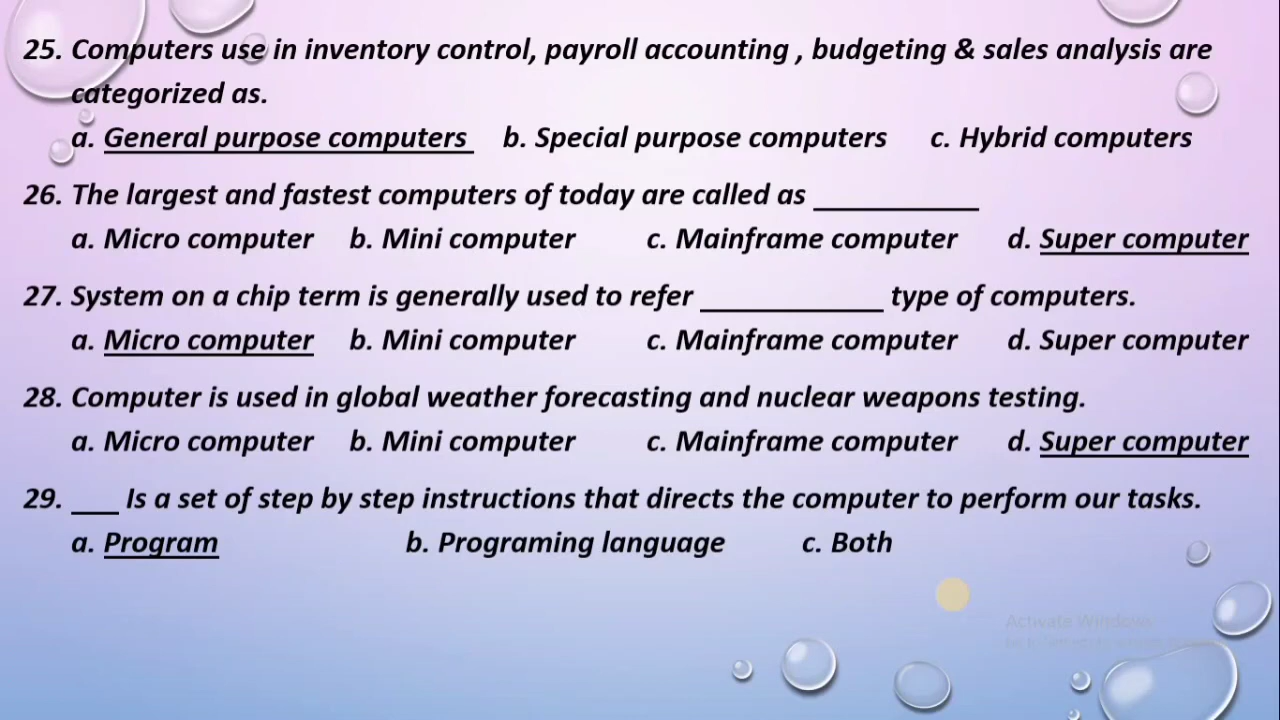 25. Computers use in inventory control, payroll accounting , budgeting & sales analysis are
categorized as.
a. General purpose computers b. Special purpose computers c. Hybrid computers
26. The largest and fastest computers of today are called as ___________
a. Micro computer b. Mini computer c. Mainframe computer d. Super computer
27. System on a chip term is generally used to refer ____________ type of computers.
a. Micro computer b. Mini computer c. Mainframe computer d. Super computer
28. Computer is used in global weather forecasting and nuclear weapons testing.
a. Micro computer b. Mini computer c. Mainframe computer d. Super computer
29. ___ Is a set of step by step instructions that directs the computer to perform our tasks.
a. Program b. Programing language c. Both
Activate Windows